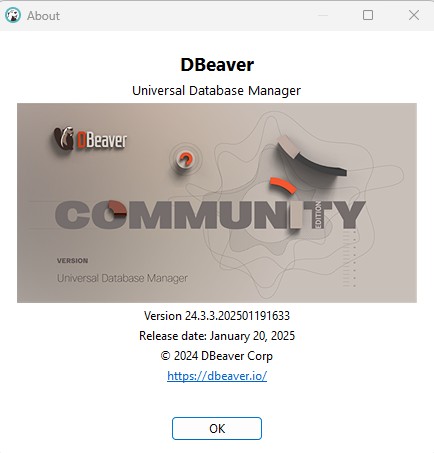 About
DBeaver
Universal Database Manager
DBeaver
COMMUNITY
EDITION
VERSION
Universal Database Manager
Version 24.3.3.202501191633
Release date: January 20, 2025
© 2024 DBeaver Corp
https://dbeaver.io/
OK